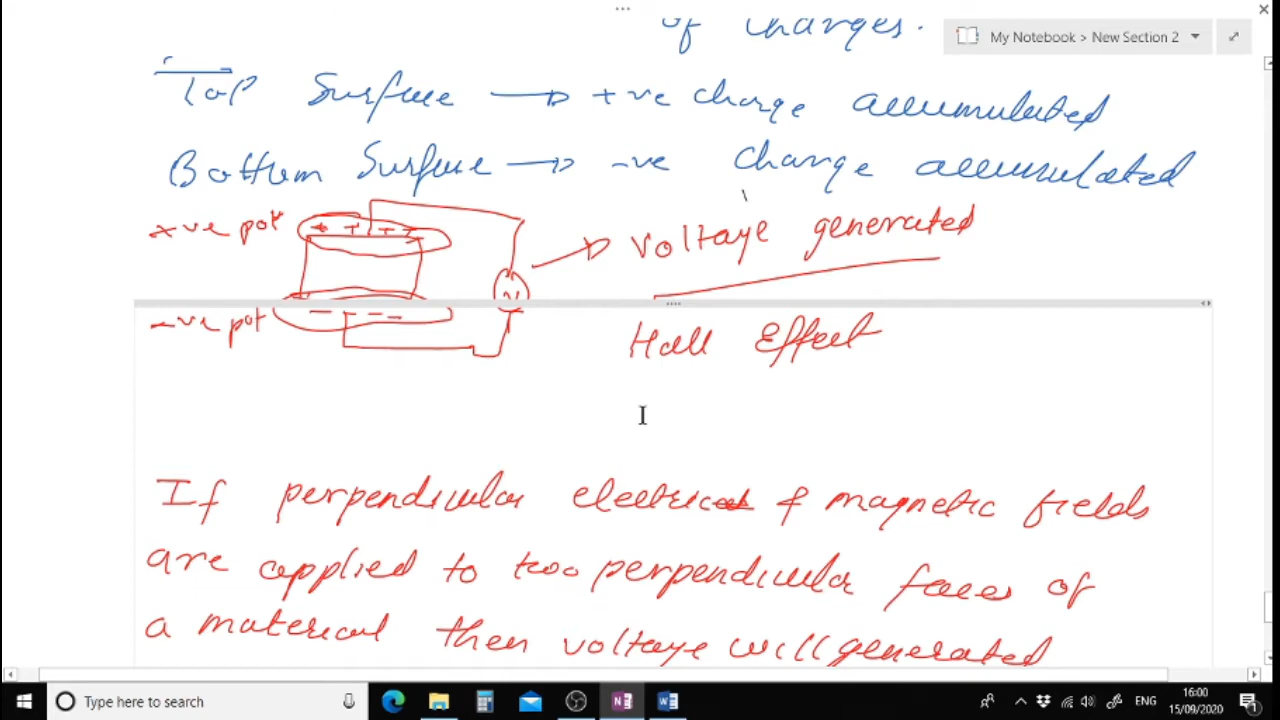 of charges.
My Notebook > New Section 2
Top Surface → +ve charge accumulated
Bottom Surface → -ve charge accumulated
+ve pot + + + -
V → Voltage generated
-ve pot - - - -
Hall Effect
If perpendicular electric & magnetic fields
are applied to two perpendicular faces of
a material then voltage will generated
Type here to search
ENG
16:00
15/09/2020
1